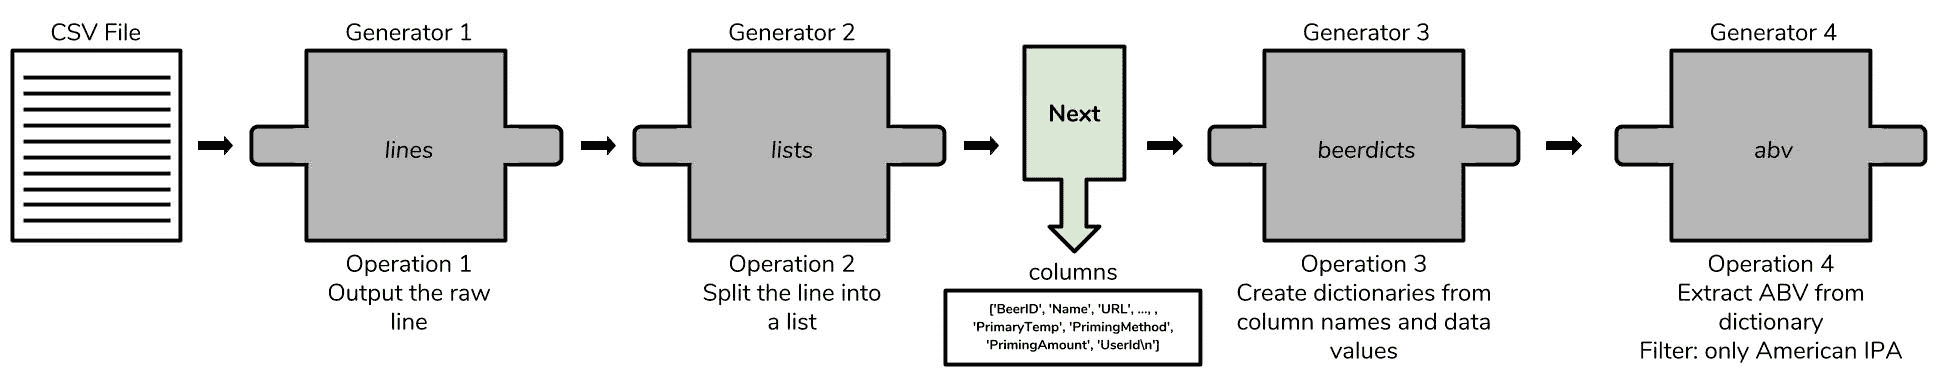 CSV File
Generator 1
lines
Operation 1
Output the raw
line
Generator 2
lists
Operation 2
Split the line into
a list
Next
columns
['BeerID', 'Name', 'URL', ..., ,
'PrimaryTemp', 'PrimingMethod',
'PrimingAmount', 'UserId\n']
Generator 3
beerdicts
Operation 3
Create dictionaries from
column names and data
values
Generator 4
abv
Operation 4
Extract ABV from
dictionary
Filter: only American IPA